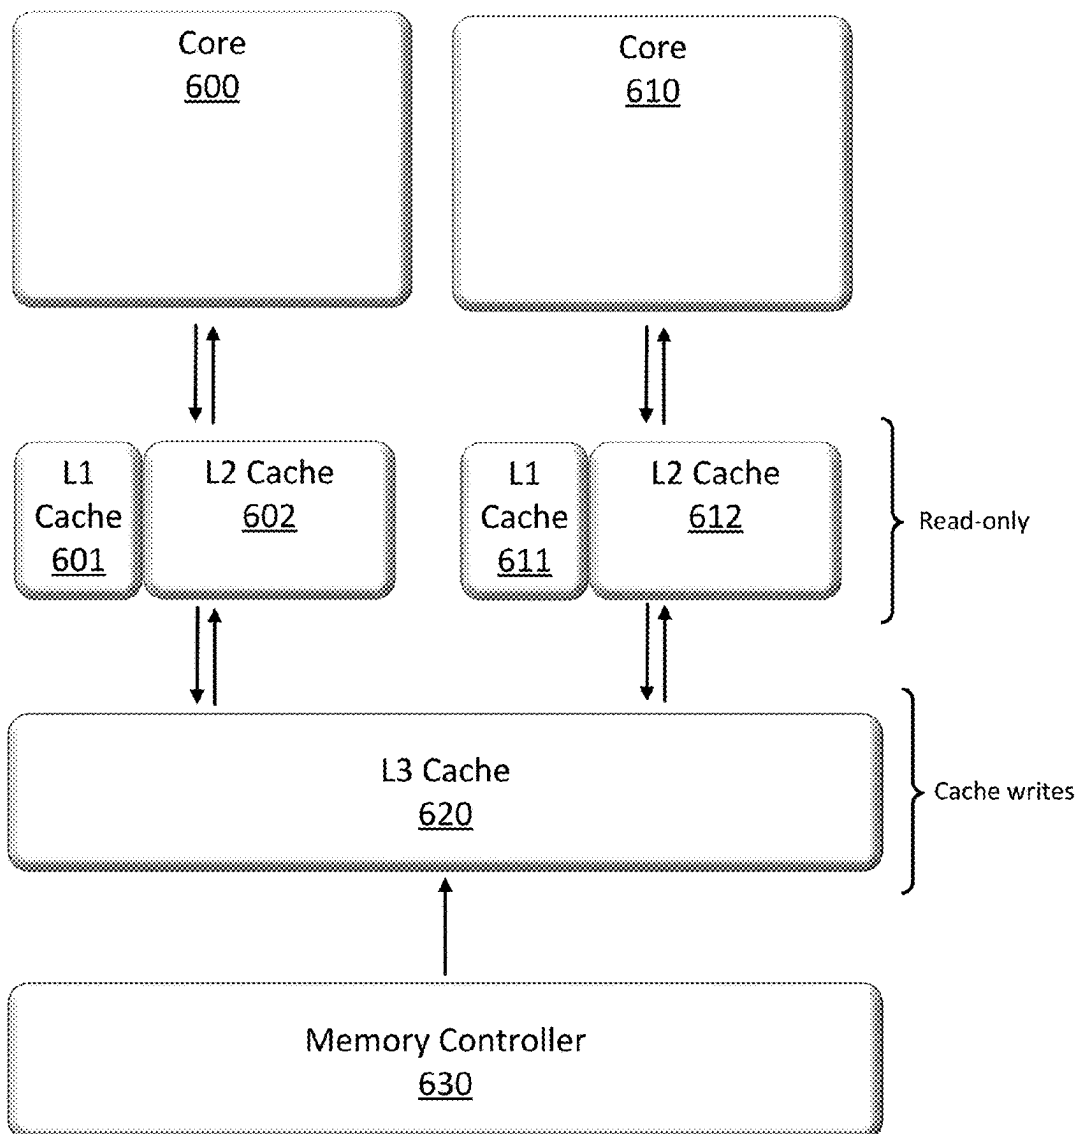 Core
600
Core
610
L1
Cache
601
L2 Cache
602
L1
Cache
611
L2 Cache
612
Read-only
L3 Cache
620
Cache writes
Memory Controller
630